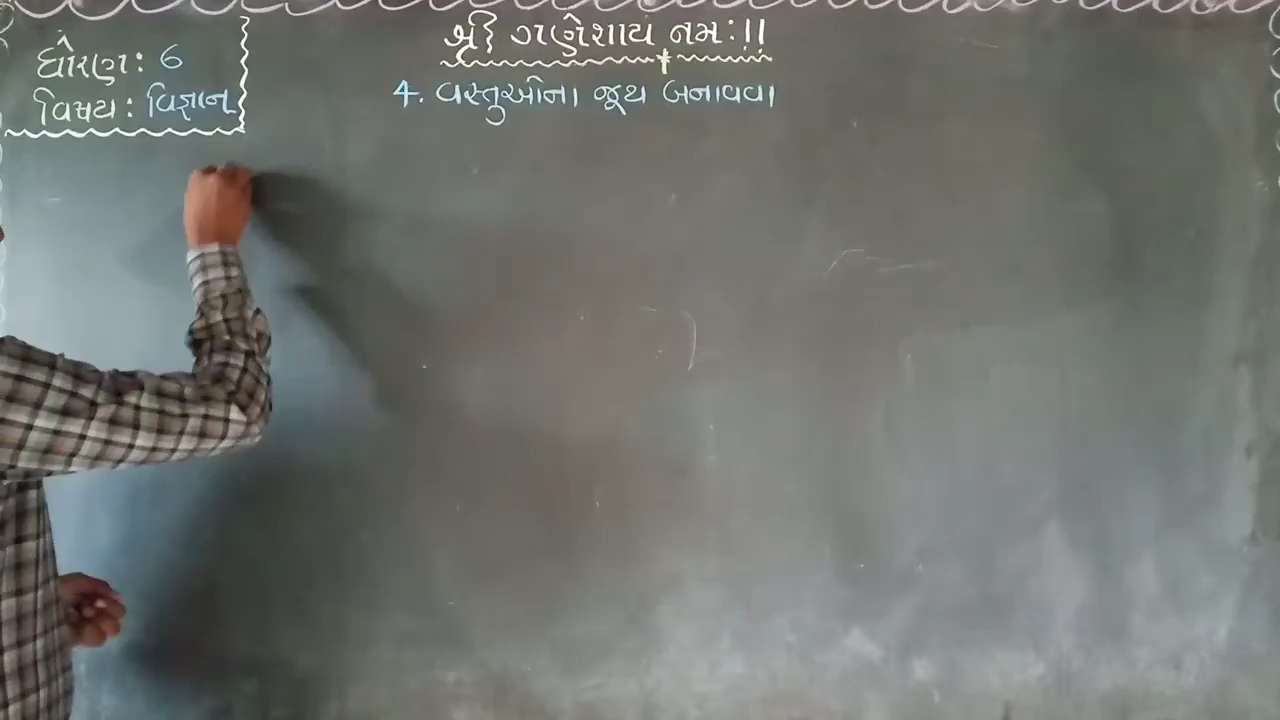 શ્રી ગણેશાય નમઃ!!
ધોરણ: 6
વિષય: વિજ્ઞાન
4. વસ્તુઓના જૂથ બનાવવા